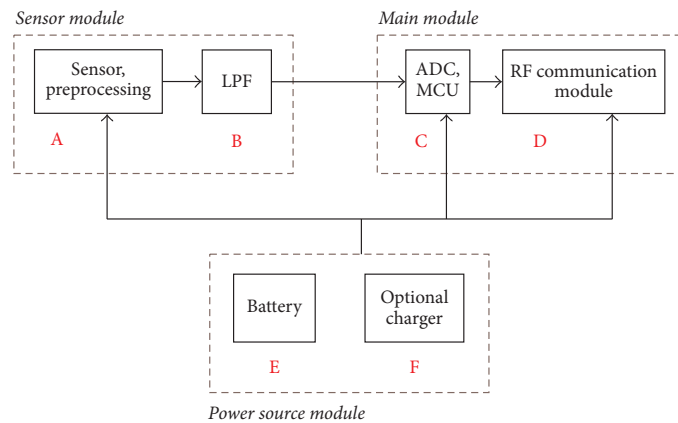 Sensor module
Main module
Sensor,
preprocessing
LPF
ADC,
MCU
RF communication
module
A
B
C
D
Battery
Optional
charger
E
F
Power source module